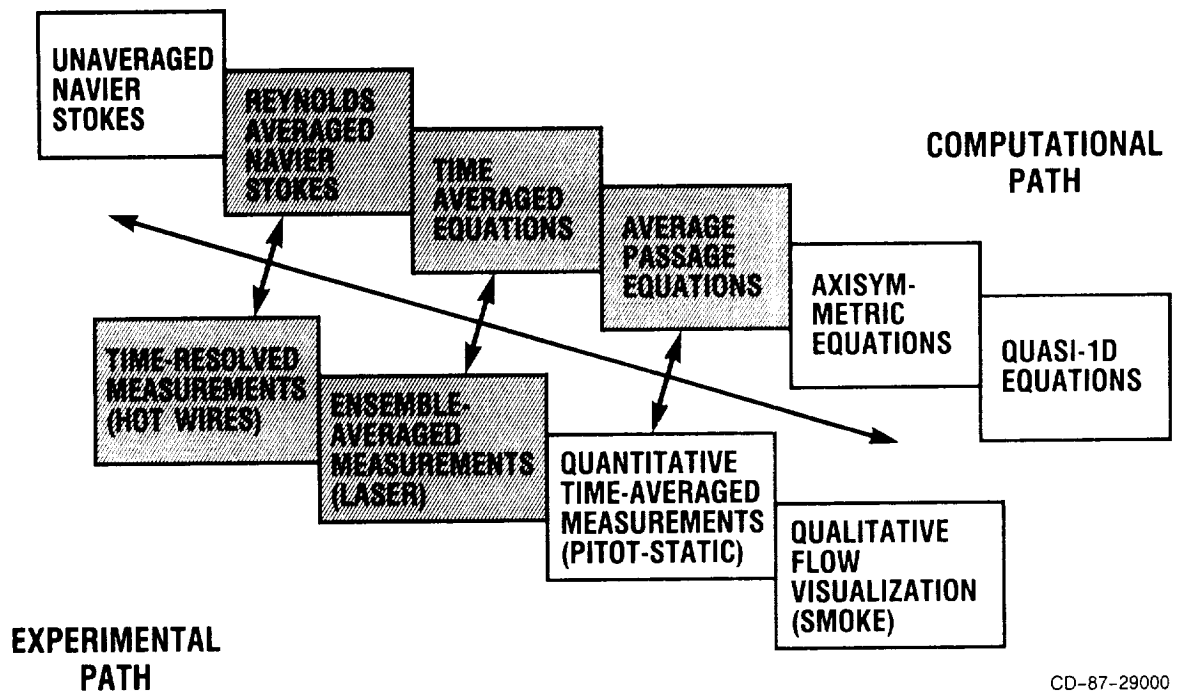 UNAVERAGED
NAVIER
STOKES
REYNOLDS
AVERAGED
NAVIER
STOKES
TIME
AVERAGED
EQUATIONS
AVERAGE
PASSAGE
EQUATIONS
AXISYM-
METRIC
EQUATIONS
QUASI-1D
EQUATIONS
COMPUTATIONAL
PATH
TIME-RESOLVED
MEASUREMENTS
(HOT WIRES)
ENSEMBLE-
AVERAGED
MEASUREMENTS
(LASER)
QUANTITATIVE
TIME-AVERAGED
MEASUREMENTS
(PITOT-STATIC)
QUALITATIVE
FLOW
VISUALIZATION
(SMOKE)
EXPERIMENTAL
PATH
CD-87-29000